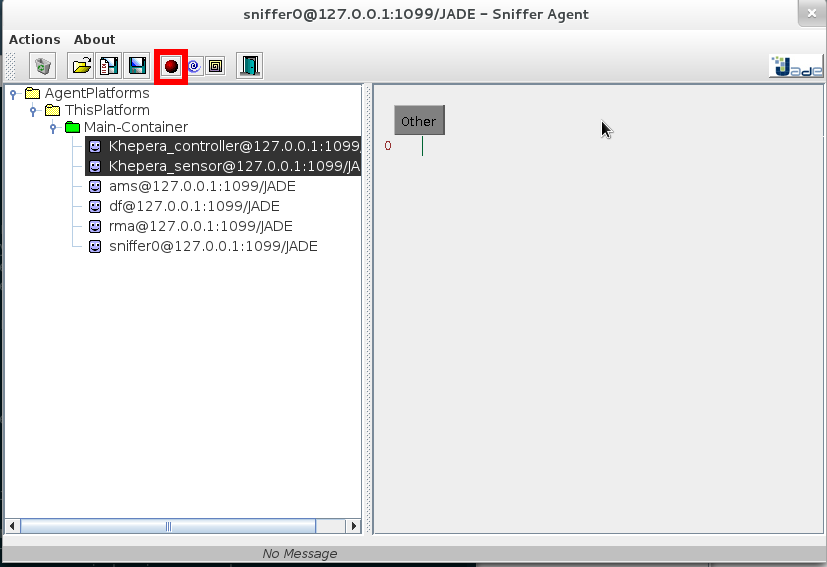 sniffer0@127.0.0.1:1099/JADE – Sniffer Agent
Actions About
Jade
AgentPlatforms
ThisPlatform
Main-Container
Khepera_controller@127.0.0.1:1099/
Khepera_sensor@127.0.0.1:1099/JA
ams@127.0.0.1:1099/JADE
df@127.0.0.1:1099/JADE
rma@127.0.0.1:1099/JADE
sniffer0@127.0.0.1:1099/JADE
Other
0
No Message